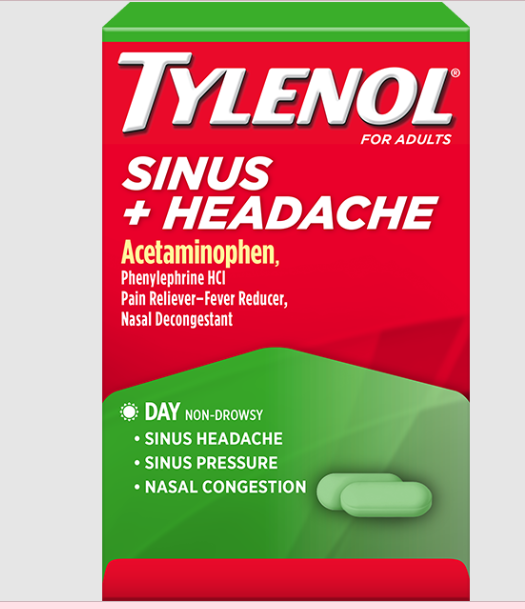 TYLENOL®
FOR ADULTS
SINUS
+ HEADACHE
Acetaminophen,
Phenylephrine HCl
Pain Reliever–Fever Reducer,
Nasal Decongestant
DAY NON-DROWSY
• SINUS HEADACHE
• SINUS PRESSURE
• NASAL CONGESTION